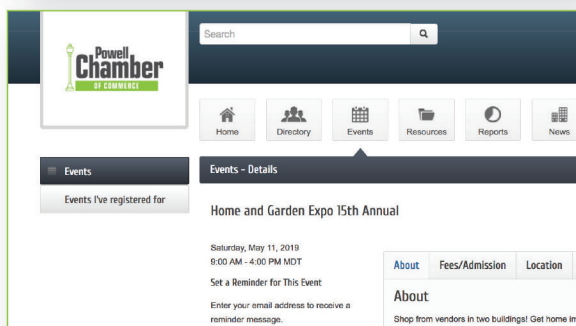 Search
Powell
Chamber
OF COMMERCE
Home
Directory
Events
Resources
Reports
News
Events
Events I've registered for
Events - Details
Home and Garden Expo 15th Annual
Saturday, May 11, 2019
9:00 AM - 4:00 PM MDT
Set a Reminder for This Event
Enter your email address to receive a
reminder message.
About
Fees/Admission
Location
About
Shop from vendors in two buildings! Get home im